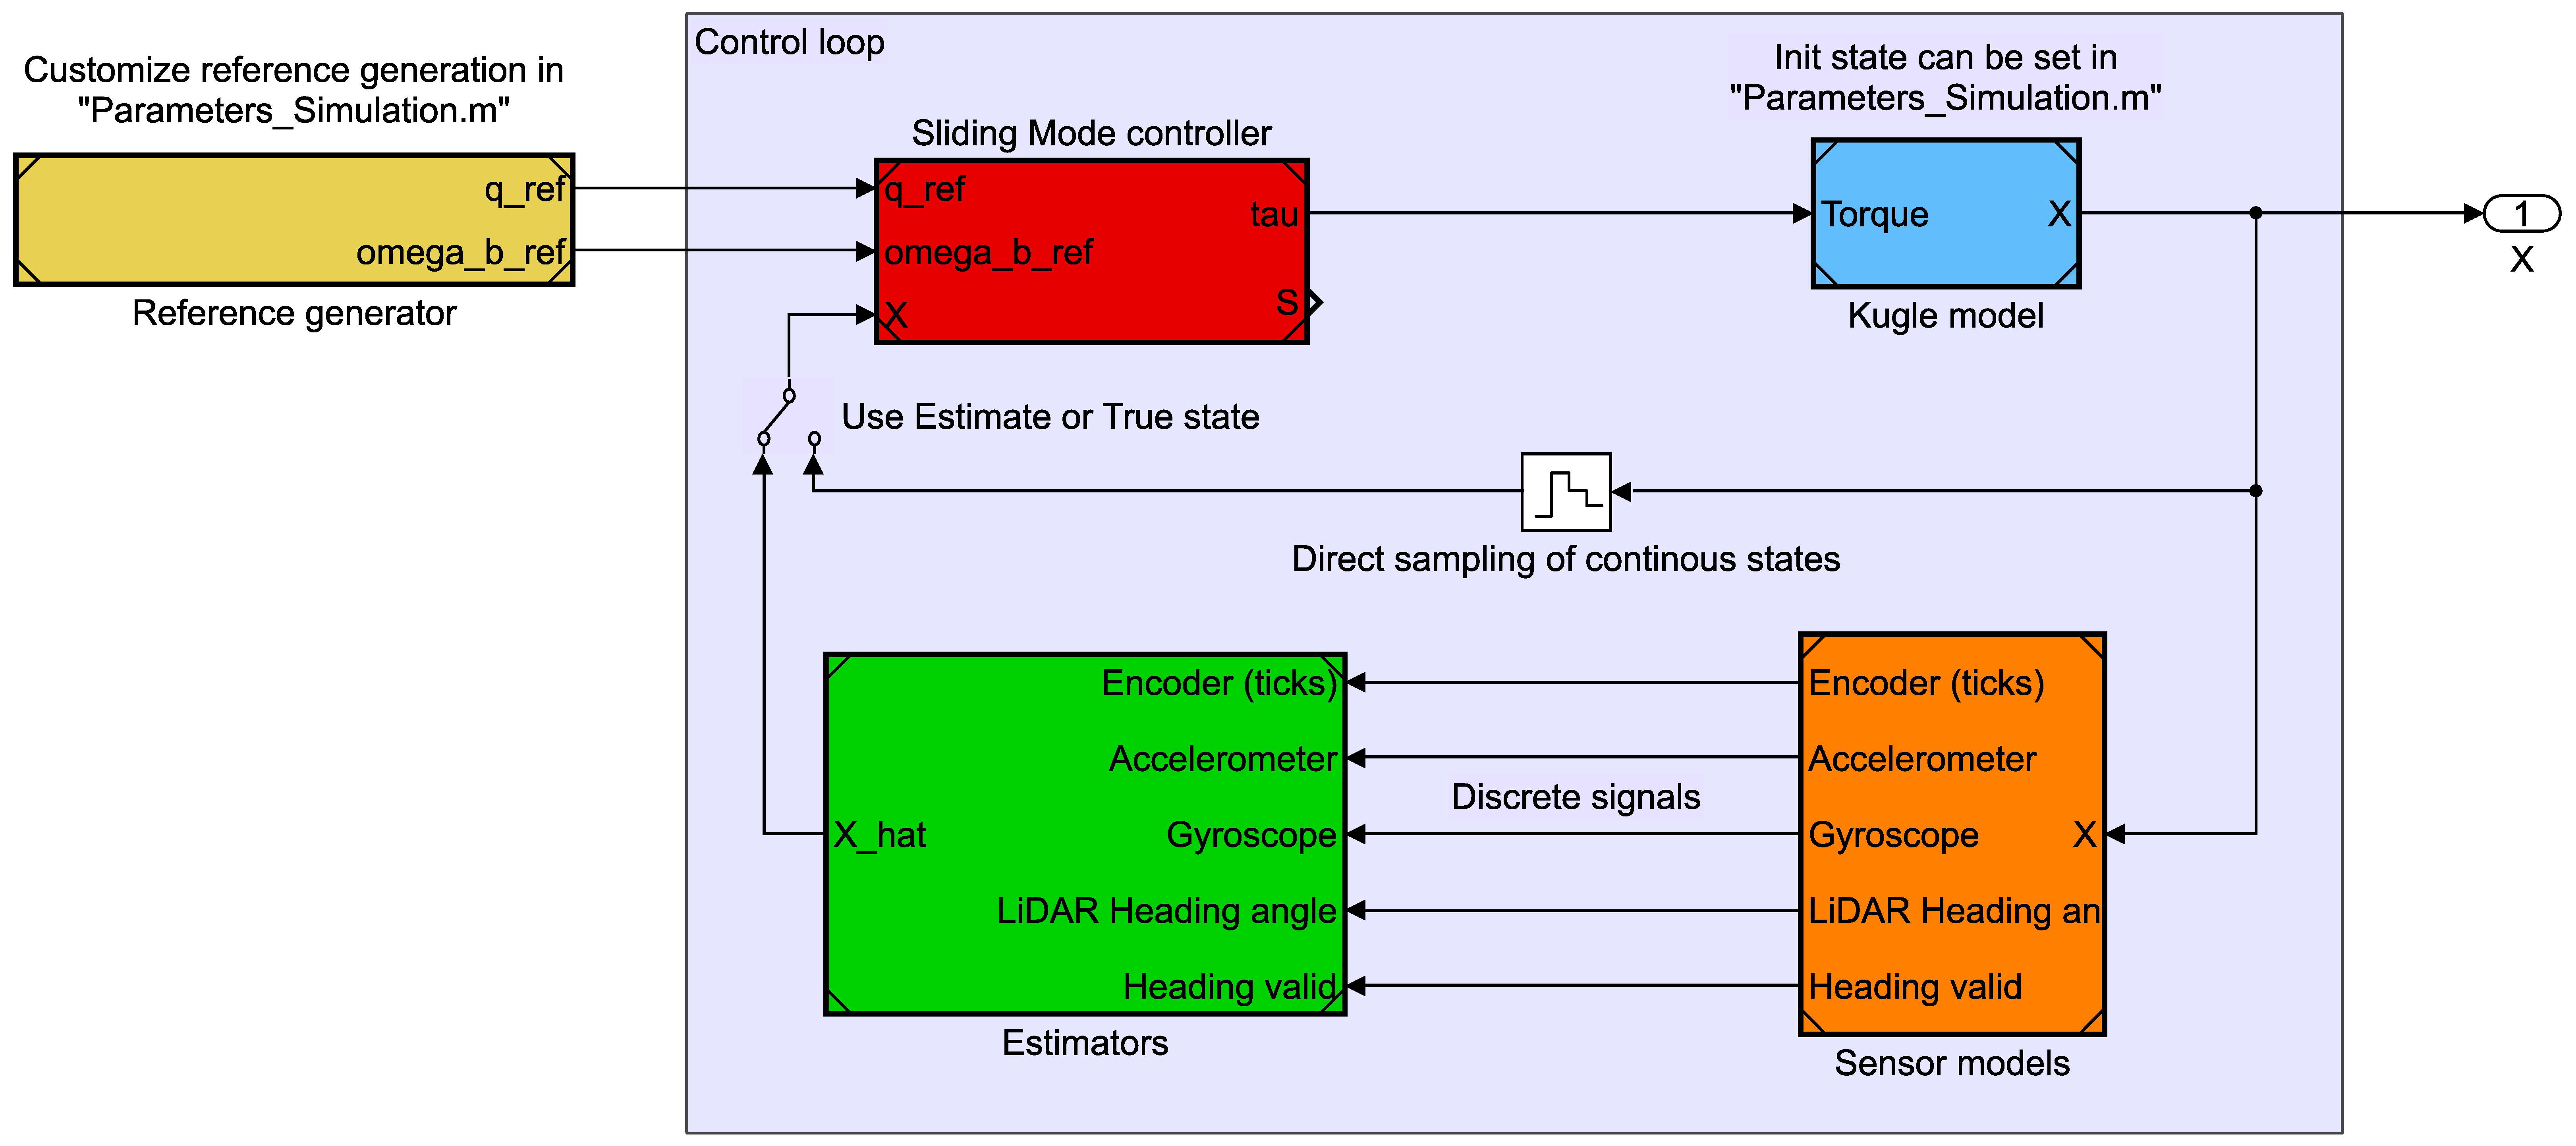 Control loop
Customize reference generation in
"Parameters_Simulation.m"
q_ref
omega_b_ref
Reference generator
Sliding Mode controller
q_ref
omega_b_ref
X
tau
S
Init state can be set in
"Parameters_Simulation.m"
Torque
X
Kugle model
1
X
Use Estimate or True state
Direct sampling of continous states
Encoder (ticks)
Accelerometer
Gyroscope
LiDAR Heading angle
Heading valid
X_hat
Estimators
Discrete signals
Encoder (ticks)
Accelerometer
Gyroscope
LiDAR Heading an
Heading valid
X
Sensor models